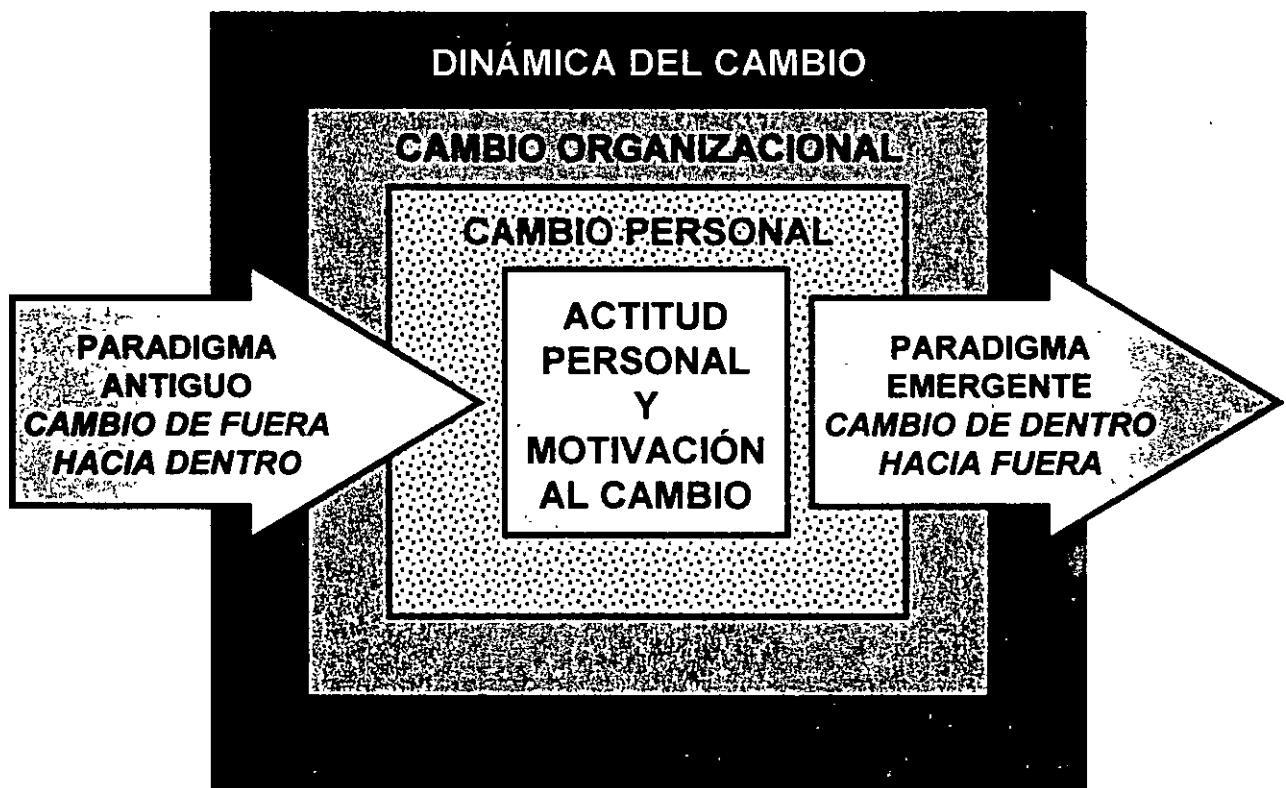 DINÁMICA DEL CAMBIO
CAMBIO ORGANIZACIONAL
CAMBIO PERSONAL
PARADIGMA
ANTIGUO
CAMBIO DE FUERA
HACIA DENTRO
ACTITUD
PERSONAL
Y
MOTIVACIÓN
AL CAMBIO
PARADIGMA
EMERGENTE
CAMBIO DE DENTRO
HACIA FUERA